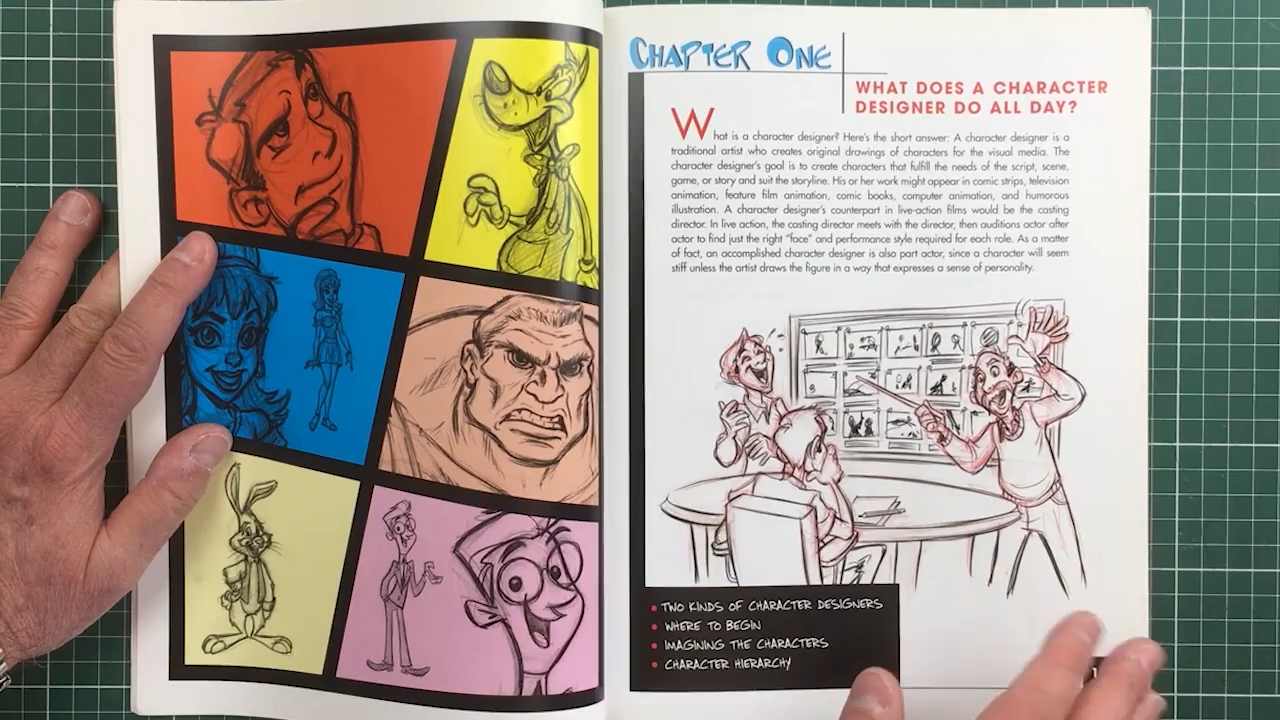 CHAPTER ONE
WHAT DOES A CHARACTER
DESIGNER DO ALL DAY?
What is a character designer? Here's the short answer: A character designer is a
traditional artist who creates original drawings of characters for the visual media. The
character designer's goal is to create characters that fulfill the needs of the script, scene,
game, or story and suit the storyline. His or her work might appear in comic strips, television
animation, feature film animation, comic books, computer animation, and humorous
illustration. A character designer's counterpart in live-action films would be the casting
director. In live action, the casting director meets with the director, then auditions actor after
actor to find just the right "face" and performance style required for each role. As a matter
of fact, an accomplished character designer is also part actor, since a character will seem
stiff unless the artist draws the figure in a way that expresses a sense of personality.
• TWO KINDS OF CHARACTER DESIGNERS
• WHERE TO BEGIN
• IMAGINING THE CHARACTERS
• CHARACTER HIERARCHY